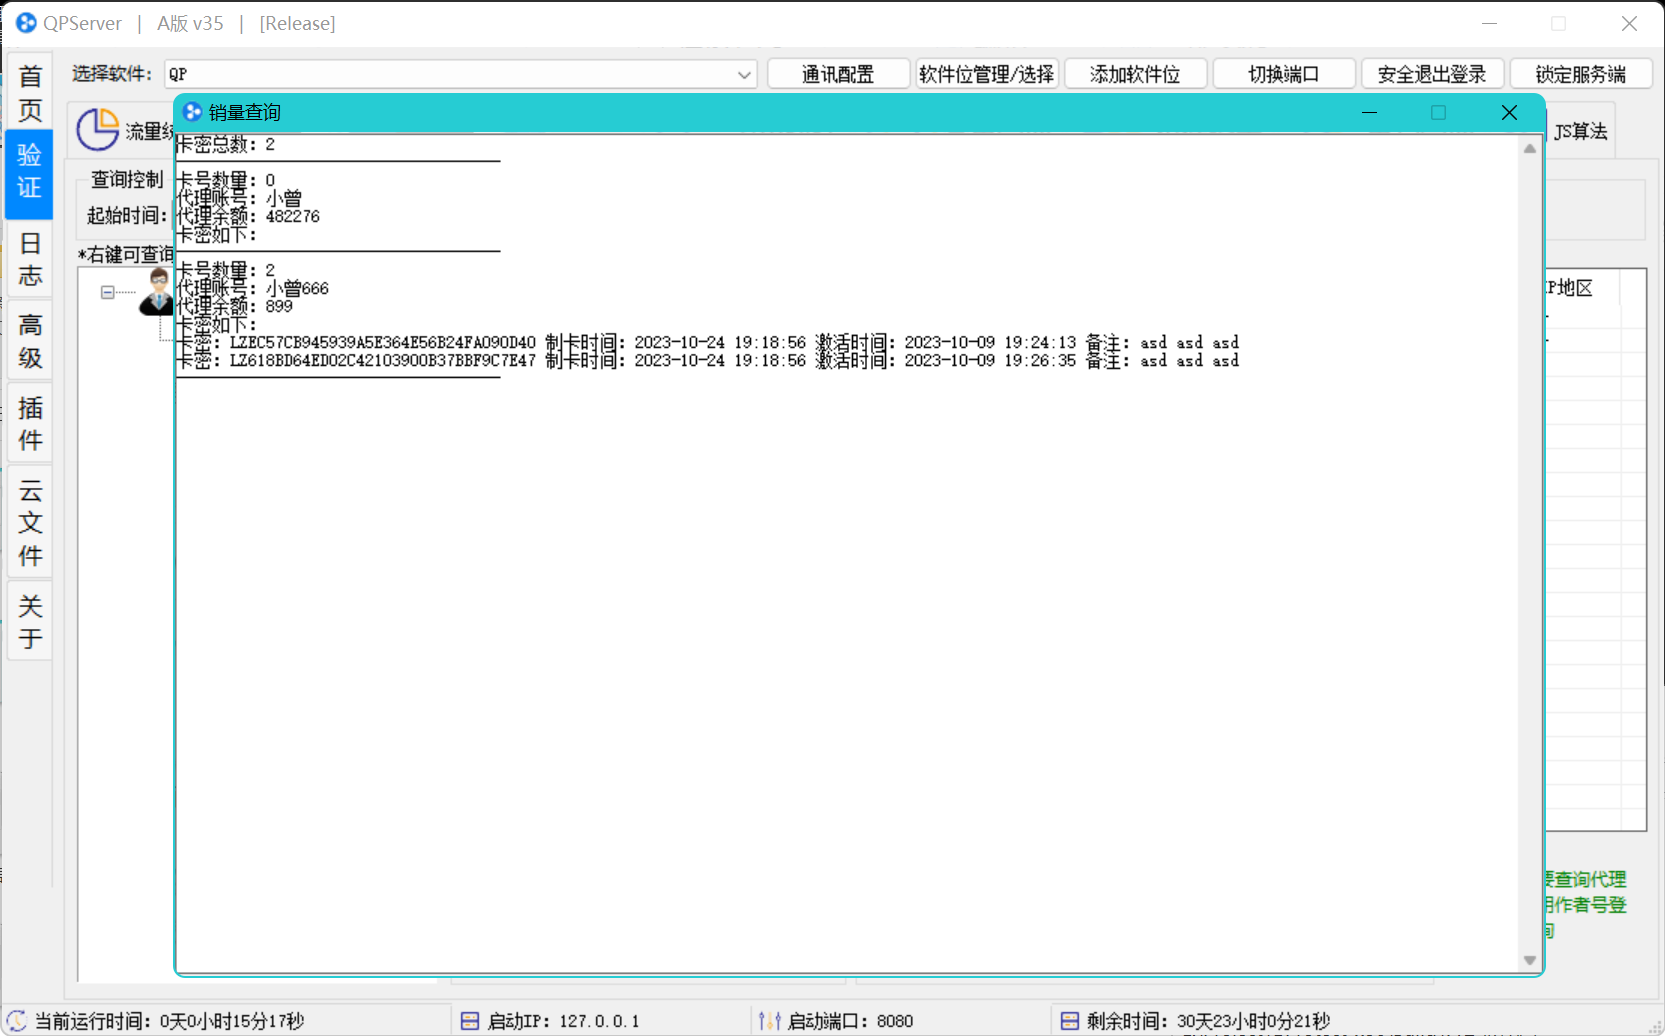 QPServer | A版 v35 | [Release]
选择软件： QP 通讯配置 软件位管理/选择 添加软件位 切换端口 安全退出登录 锁定服务端
首页
验证
日志
高级
插件
云文件
关于
流量 JS算法
查询控制
起始时间：
*右键可查询
销量查询
卡密总数：2
卡号数量：0
代理账号：小曾
代理余额：482276
卡密如下：
卡号数量：2
代理账号：小曾666
代理余额：899
卡密如下：
卡密：LZEC57CB945939A5E364E56B24FA090D40 制卡时间：2023-10-24 19:18:56 激活时间：2023-10-09 19:24:13 备注：asd asd asd
卡密：LZ618BD64ED02C42103900B37BBF9C7E47 制卡时间：2023-10-24 19:18:56 激活时间：2023-10-09 19:26:35 备注：asd asd asd
IP地区
要查询代理
用作者号登
询
当前运行时间：0天0小时15分17秒 启动IP：127.0.0.1 启动端口：8080 剩余时间：30天23小时0分21秒